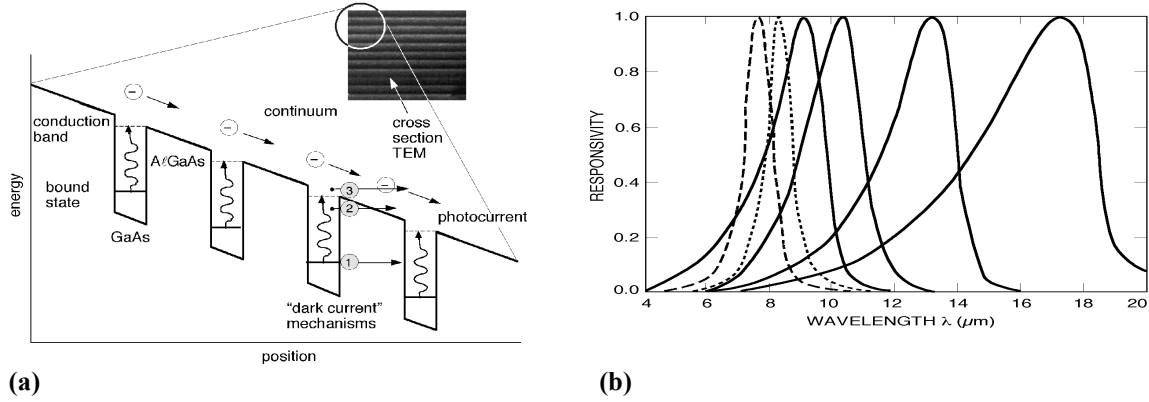 cross
section
TEM
continuum
conduction
band
AℓGaAs
bound
state
GaAs
3
2
1
photocurrent
"dark current"
mechanisms
energy
position
(a)
RESPONSIVITY
1.0
0.8
0.6
0.4
0.2
0.0
4 6 8 10 12 14 16 18 20
WAVELENGTH λ (μm)
(b)